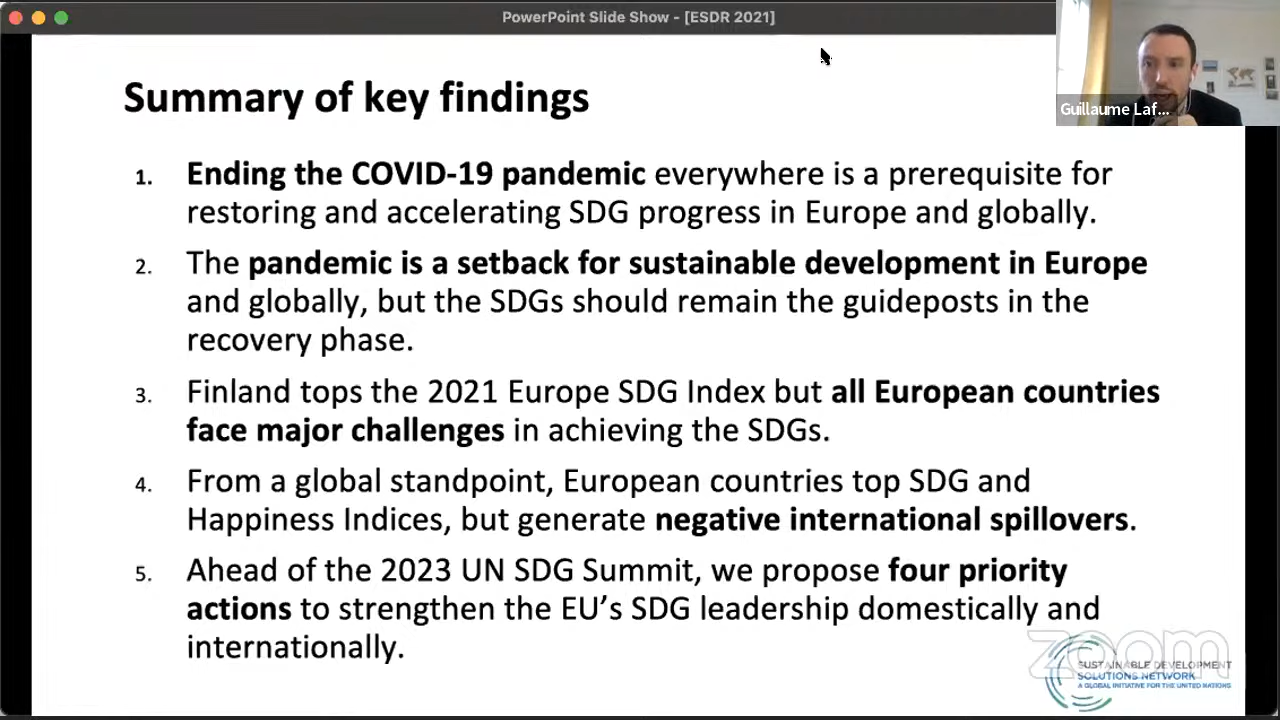 PowerPoint Slide Show - [ESDR 2021]
Guillaume Laf...
Summary of key findings
1. Ending the COVID-19 pandemic everywhere is a prerequisite for
restoring and accelerating SDG progress in Europe and globally.
2. The pandemic is a setback for sustainable development in Europe
and globally, but the SDGs should remain the guideposts in the
recovery phase.
3. Finland tops the 2021 Europe SDG Index but all European countries
face major challenges in achieving the SDGs.
4. From a global standpoint, European countries top SDG and
Happiness Indices, but generate negative international spillovers.
5. Ahead of the 2023 UN SDG Summit, we propose four priority
actions to strengthen the EU’s SDG leadership domestically and
internationally.
zoom
SUSTAINABLE DEVELOPMENT
SOLUTIONS NETWORK
A GLOBAL INITIATIVE FOR THE UNITED NATIONS